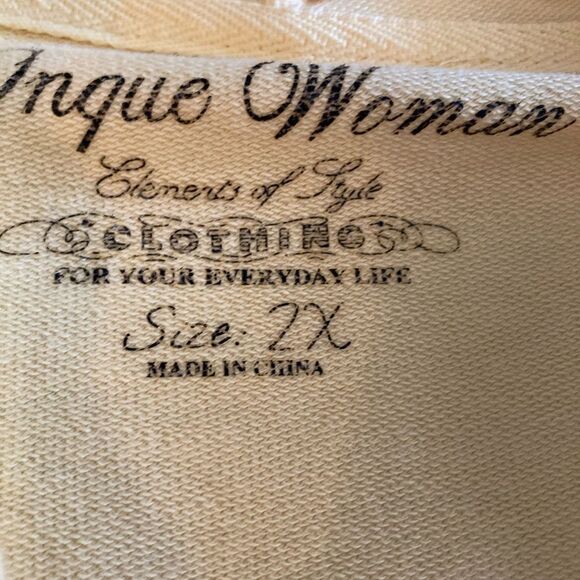 Inque Woman
Elements of Style
CLOTHING
FOR YOUR EVERYDAY LIFE
Size: 2X
MADE IN CHINA